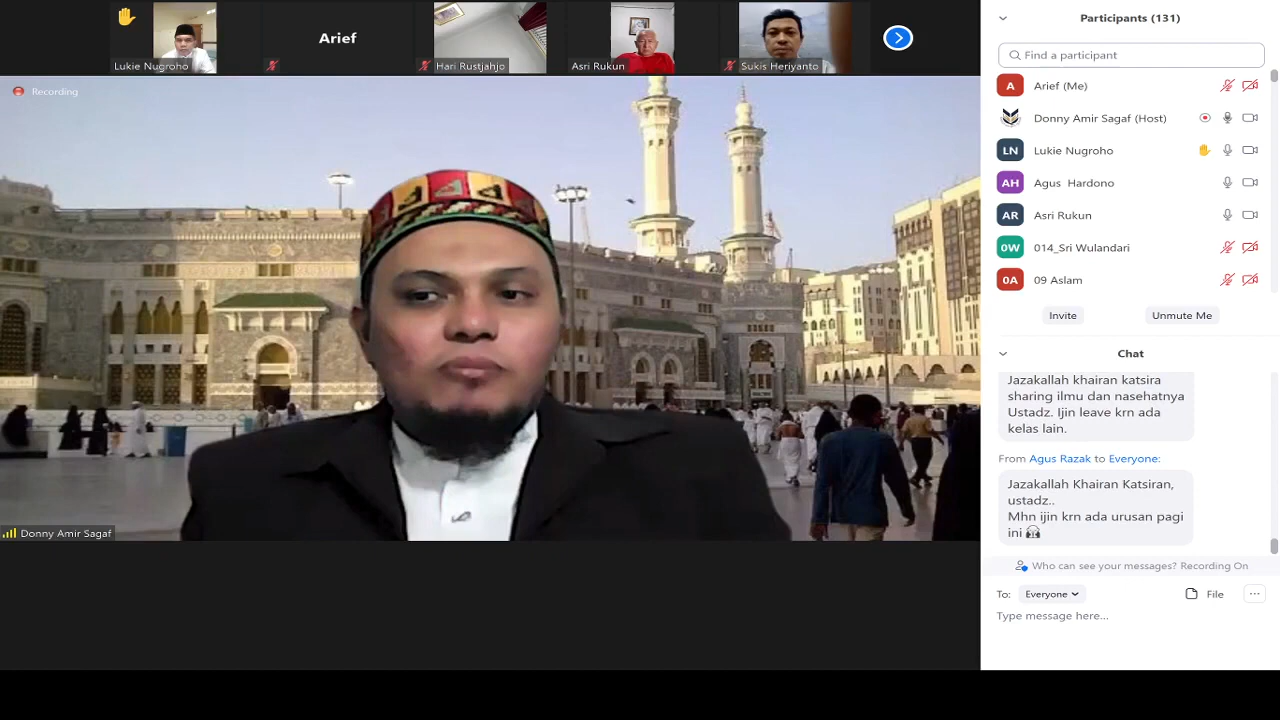 Lukie Nugroho
Arief
Hari Rustjahjo
Asri Rukun
Sukis Heriyanto
Recording
Donny Amir Sagaf
Participants (131)
Find a participant
A Arief (Me)
Donny Amir Sagaf (Host)
LN Lukie Nugroho
AH Agus Hardono
AR Asri Rukun
0W 014_Sri Wulandari
0A 09 Aslam
Invite Unmute Me
Chat
Jazakallah khairan katsira
sharing ilmu dan nasehatnya
Ustadz. Ijin leave krn ada
kelas lain.
From Agus Razak to Everyone:
Jazakallah Khairan Katsiran,
ustadz..
Mhn ijin krn ada urusan pagi
ini
Who can see your messages? Recording On
To: Everyone File
Type message here...